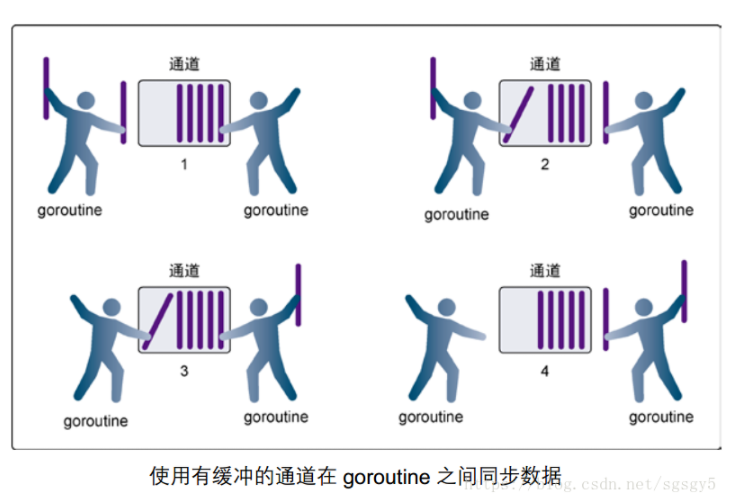 通道 通道
1 2
goroutine goroutine goroutine goroutine
通道 通道
3 4
goroutine goroutine goroutine goroutine
使用有缓冲的通道在 goroutine 之间同步数据
https://blog.csdn.net/sgsgy5